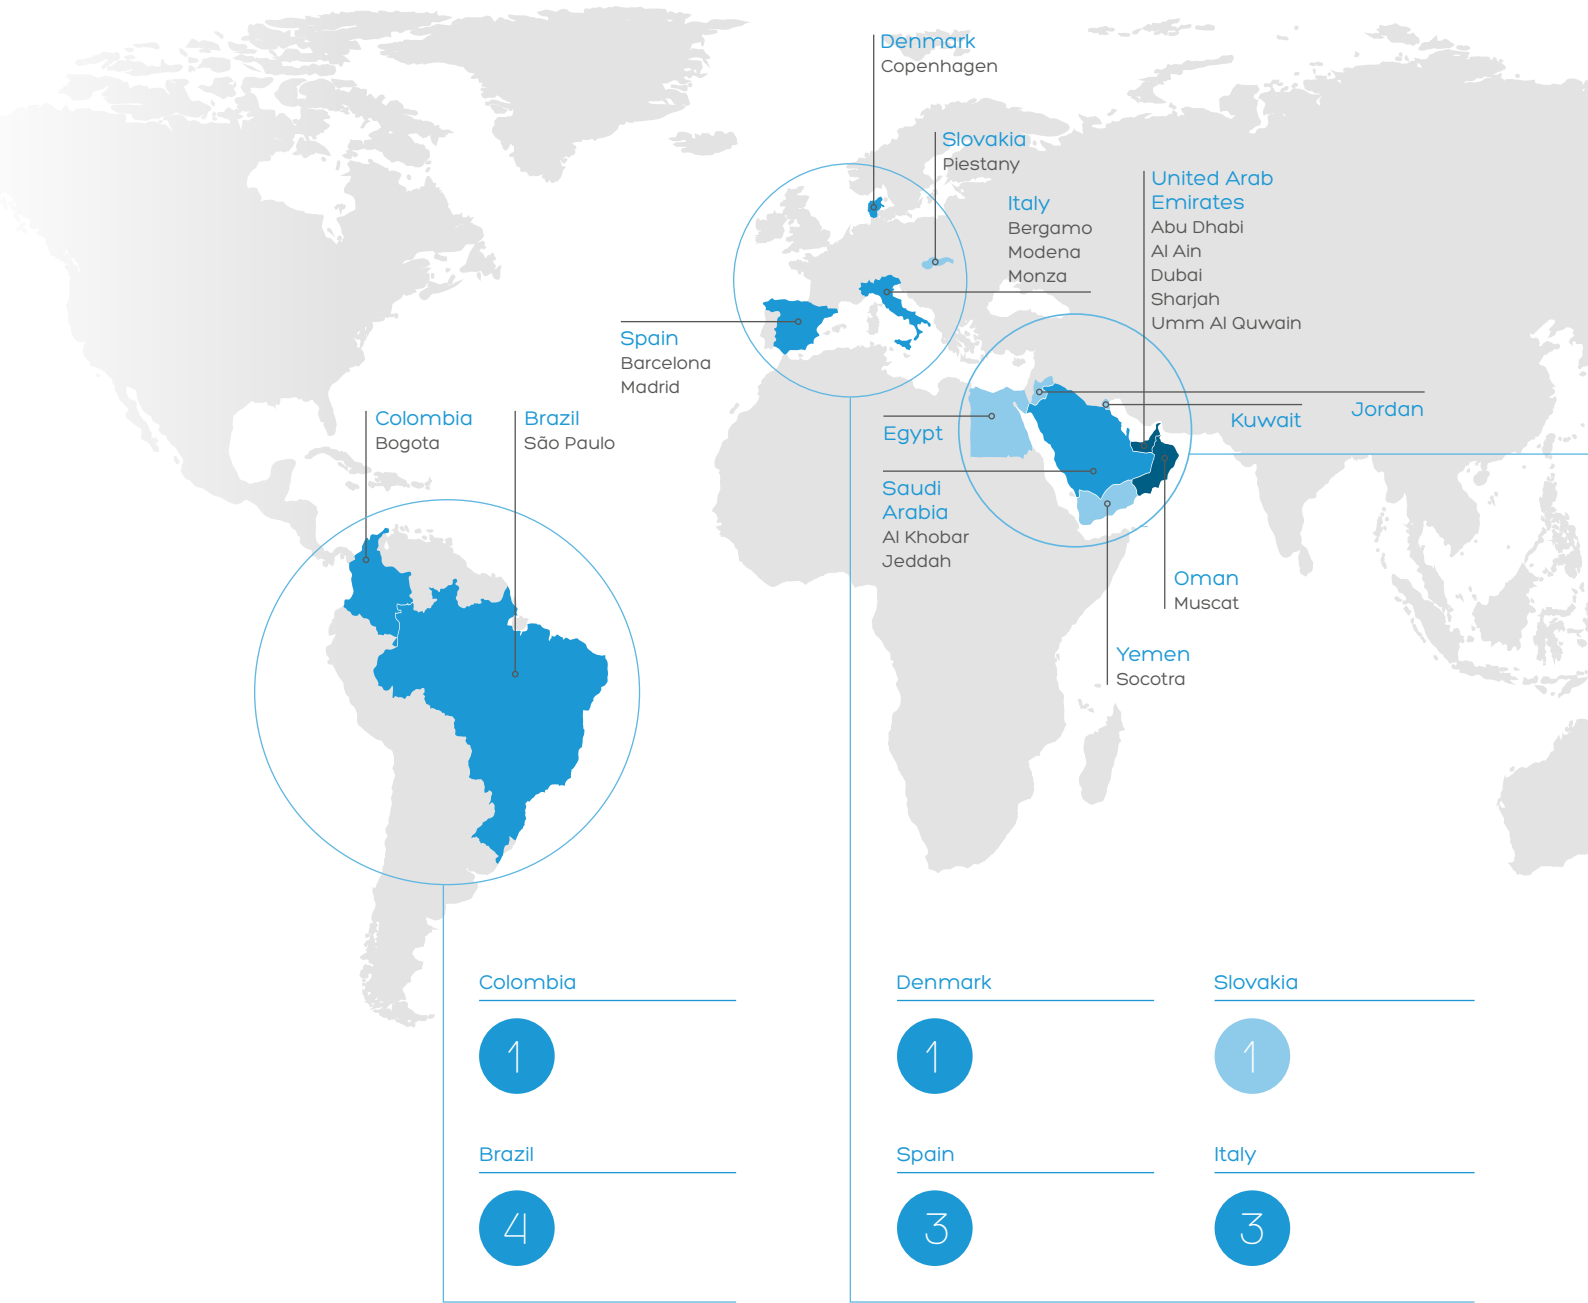 Denmark
Copenhagen
Slovakia
Piestany
Italy
Bergamo
Modena
Monza
United Arab
Emirates
Abu Dhabi
Al Ain
Dubai
Sharjah
Umm Al Quwain
Spain
Barcelona
Madrid
Colombia
Bogota
Brazil
São Paulo
Egypt
Kuwait
Jordan
Saudi
Arabia
Al Khobar
Jeddah
Oman
Muscat
Yemen
Socotra
Colombia
1
Brazil
4
Denmark
1
Slovakia
1
Spain
3
Italy
3